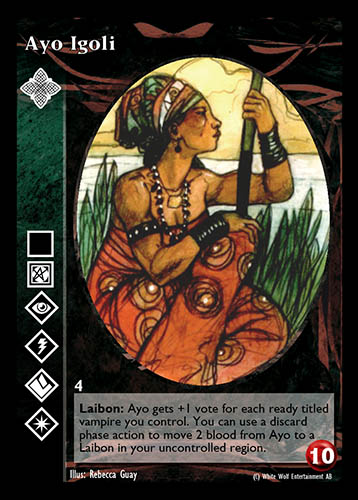 Ayo Igoli
4
Laibon: Ayo gets +1 vote for each ready titled
vampire you control. You can use a discard
phase action to move 2 blood from Ayo to a
Laibon in your uncontrolled region.
10
Illus: Rebecca Guay
(C) White Wolf Entertainment AB